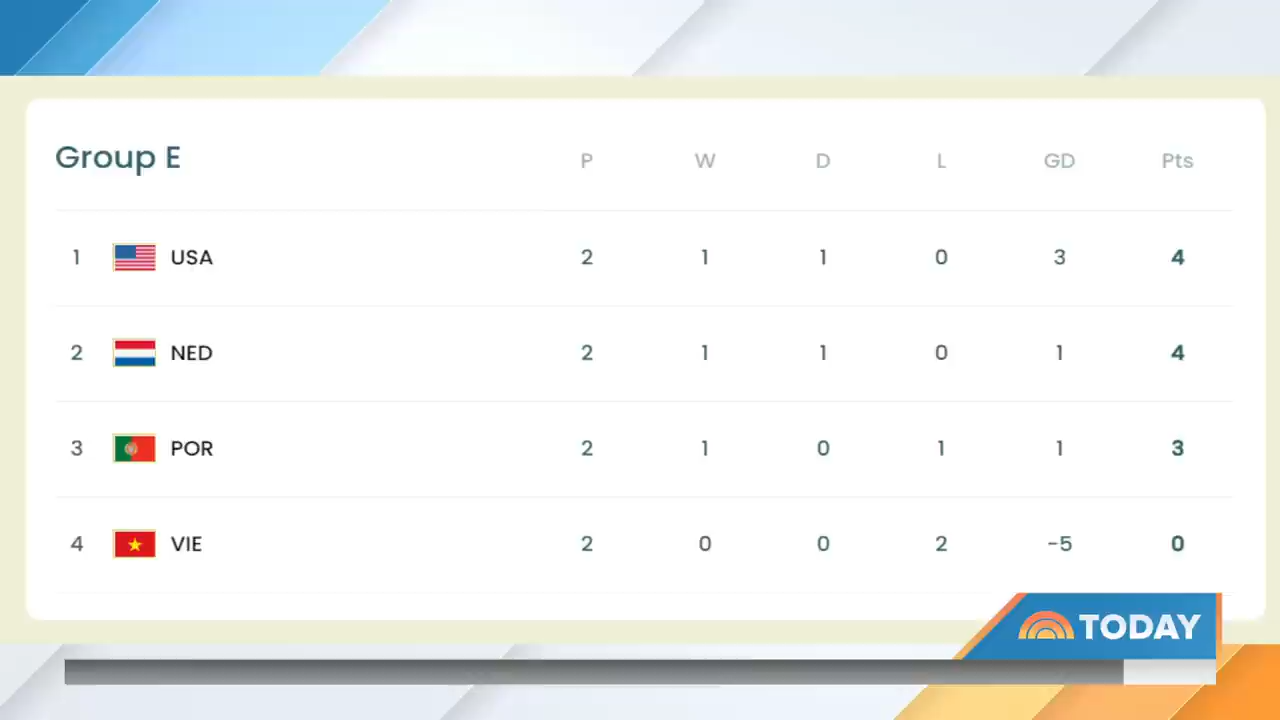 Group E P W D L GD Pts
1 USA 2 1 1 0 3 4
2 NED 2 1 1 0 1 4
3 POR 2 1 0 1 1 3
4 VIE 2 0 0 2 -5 0
TODAY